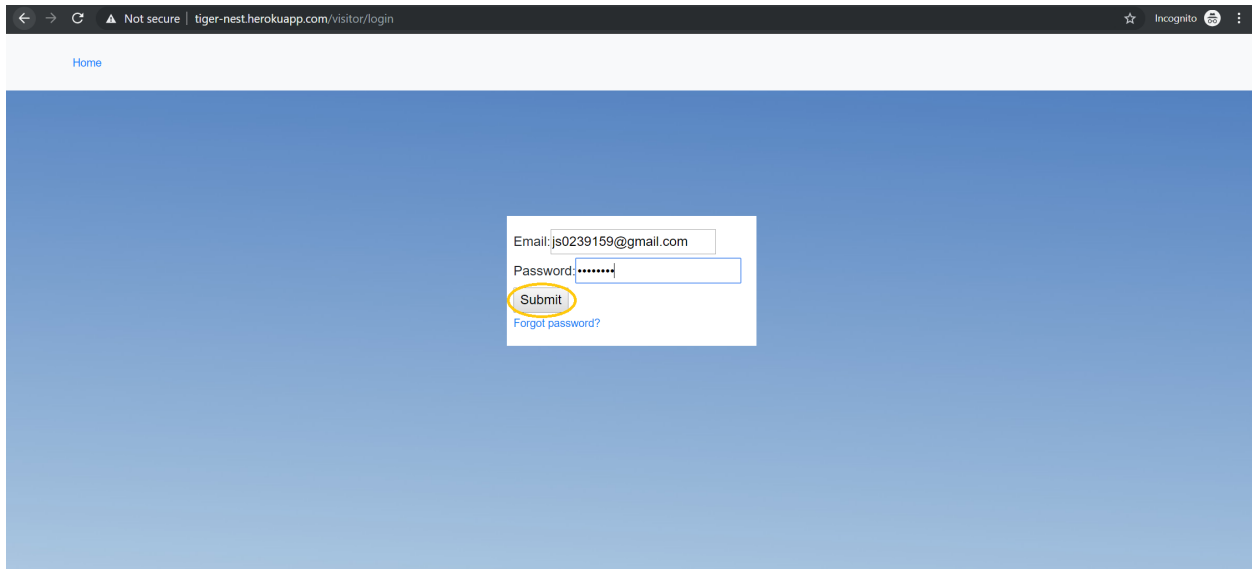 Not secure | tiger-nest.herokuapp.com/visitor/login
Incognito
Home
Email: js0239159@gmail.com
Password: ••••••••
Submit
Forgot password?